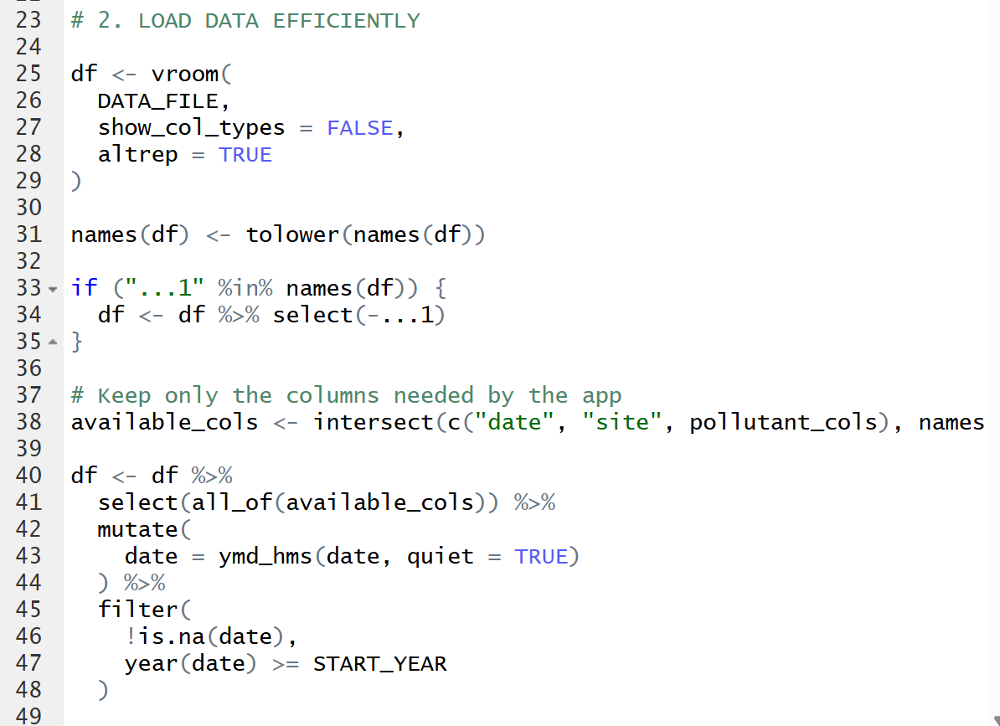 23 # 2. LOAD DATA EFFICIENTLY
24
25 df <- vroom(
26   DATA_FILE,
27   show_col_types = FALSE,
28   altrep = TRUE
29 )
30
31 names(df) <- tolower(names(df))
32
33 if ("...1" %in% names(df)) {
34   df <- df %>% select(-...1)
35 }
36
37 # Keep only the columns needed by the app
38 available_cols <- intersect(c("date", "site", pollutant_cols), names
39
40 df <- df %>%
41   select(all_of(available_cols)) %>%
42   mutate(
43     date = ymd_hms(date, quiet = TRUE)
44   ) %>%
45   filter(
46     !is.na(date),
47     year(date) >= START_YEAR
48   )
49